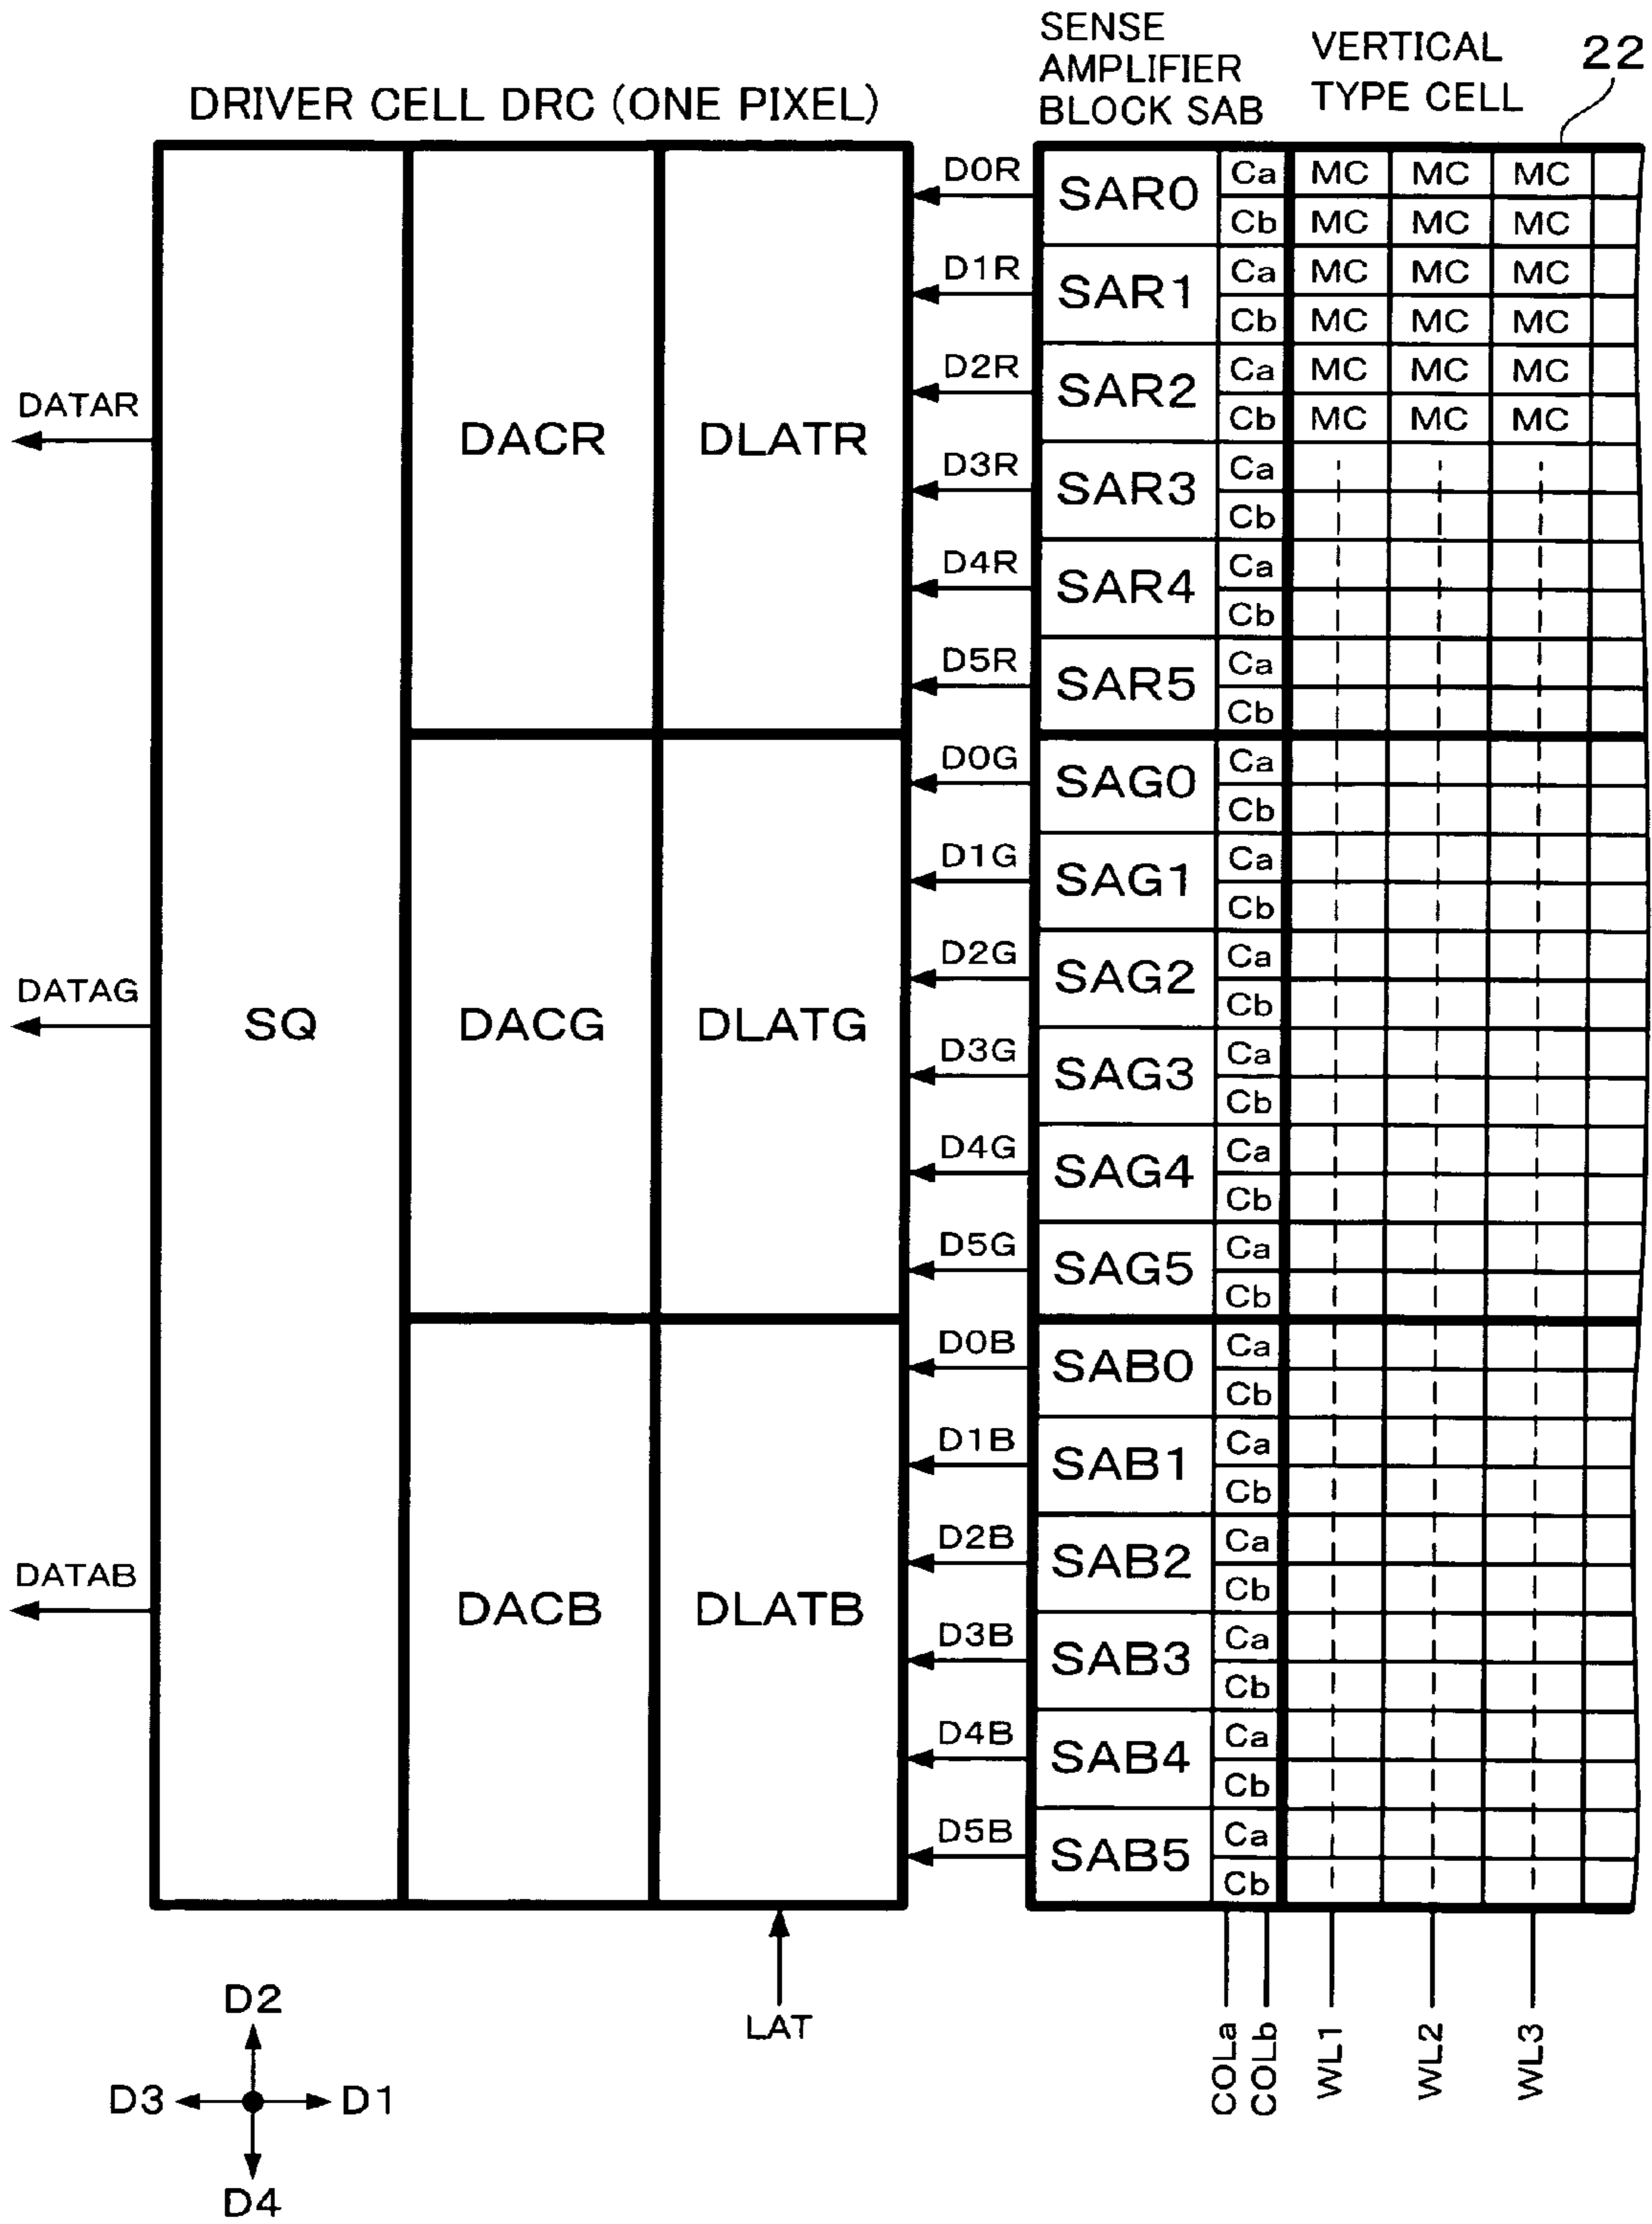 SENSE
AMPLIFIER
BLOCK SAB
VERTICAL
TYPE CELL
22
DRIVER CELL DRC (ONE PIXEL)
D0R SAR0 Ca MC MC MC
Cb MC MC MC
D1R SAR1 Ca MC MC MC
Cb MC MC MC
D2R SAR2 Ca MC MC MC
Cb MC MC MC
DATAR
DACR DLATR
D3R SAR3 Ca
Cb
D4R SAR4 Ca
Cb
D5R SAR5 Ca
Cb
D0G SAG0 Ca
Cb
D1G SAG1 Ca
Cb
D2G SAG2 Ca
Cb
DATAG
SQ DACG DLATG
D3G SAG3 Ca
Cb
D4G SAG4 Ca
Cb
D5G SAG5 Ca
Cb
D0B SAB0 Ca
Cb
D1B SAB1 Ca
Cb
D2B SAB2 Ca
Cb
DATAB
DACB DLATB
D3B SAB3 Ca
Cb
D4B SAB4 Ca
Cb
D5B SAB5 Ca
Cb
LAT
COLa
COLb
WL1
WL2
WL3
D2
D3 D1
D4